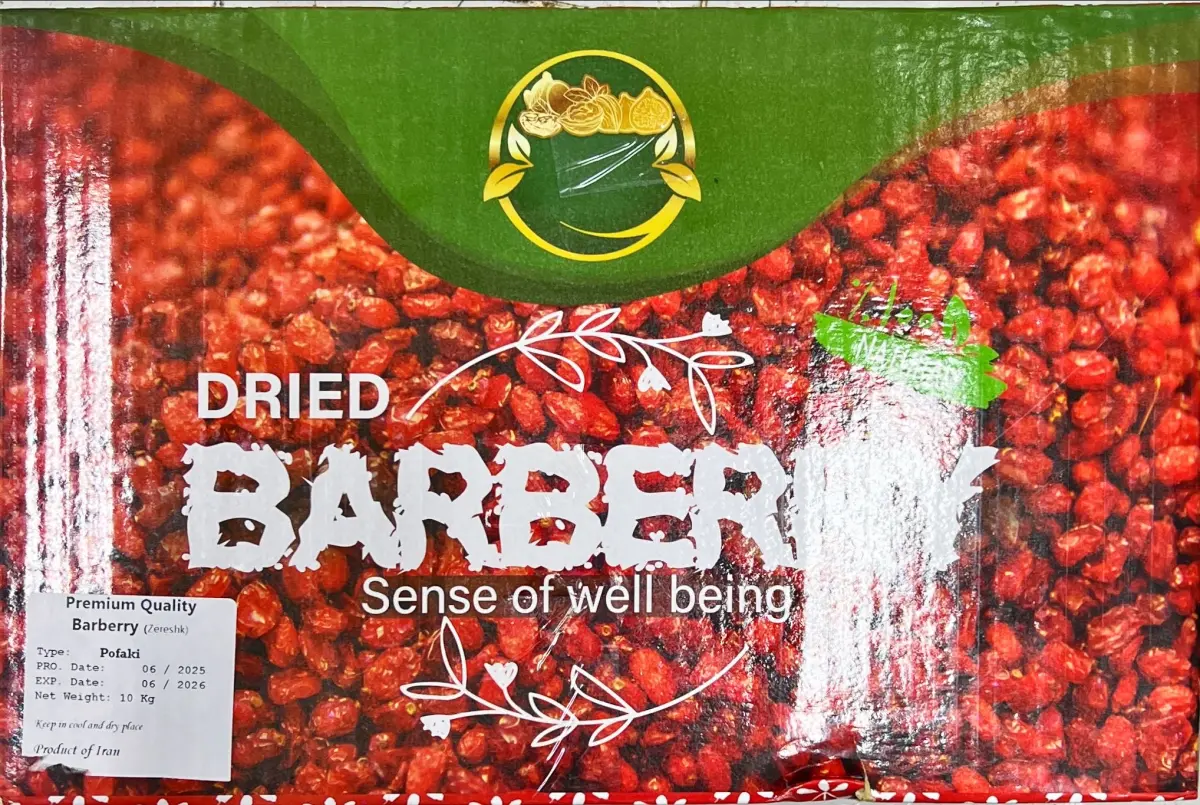 DRIED
BARBERRY
Sense of well being
Premium Quality
Barberry (Zereshk)
Type: Pofaki
PRO. Date: 06 / 2025
EXP. Date: 06 / 2026
Net Weight: 10 Kg
Keep in cool and dry place
Product of Iran